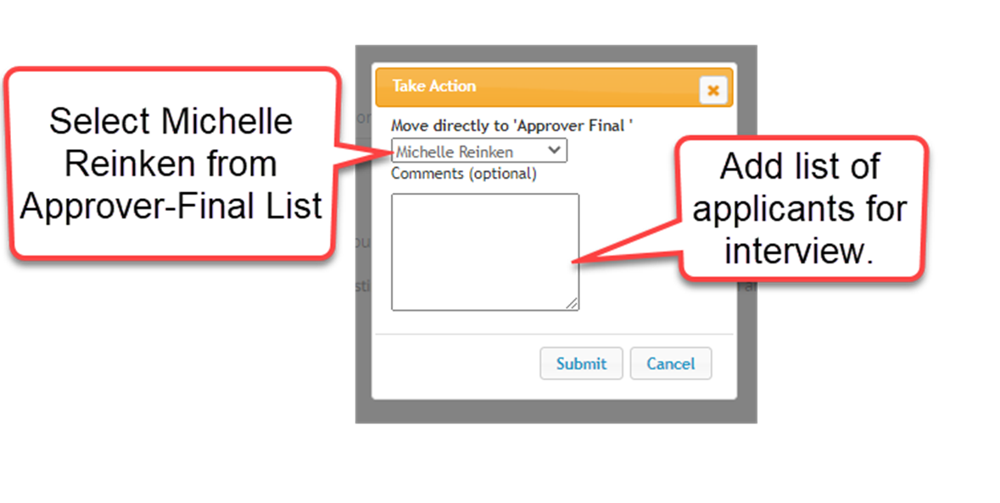 Select Michelle
Reinken from
Approver-Final List
Take Action
Move directly to 'Approver Final '
Michelle Reinken
Comments (optional)
Add list of
applicants for
interview.
Submit
Cancel